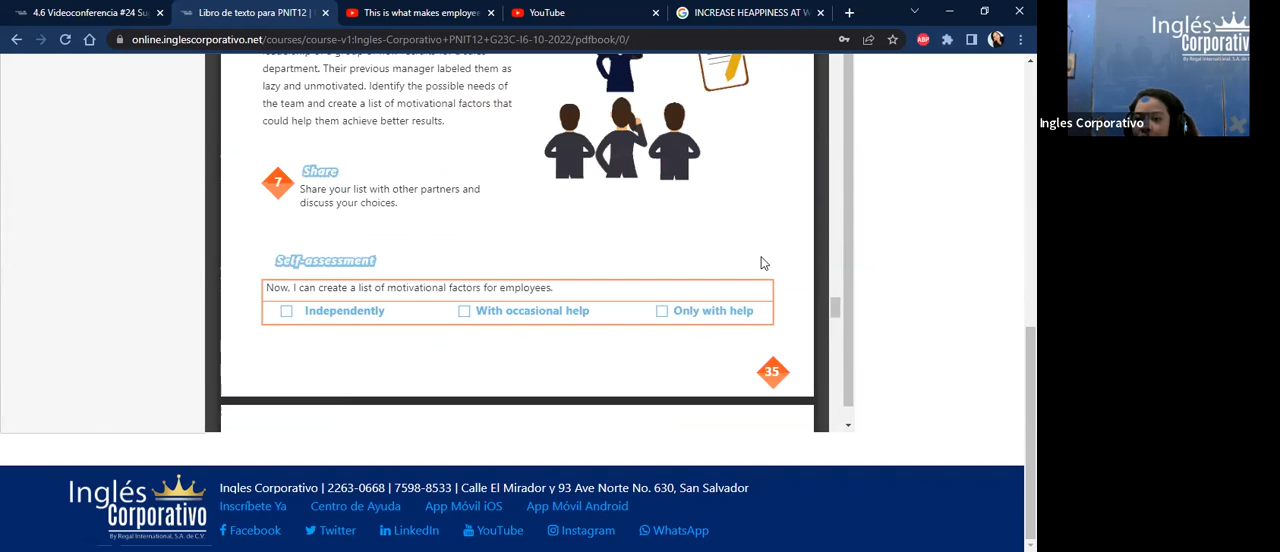 4.6 Videoconferencia #24 Su
Libro de texto para PNIT12 |
This is what makes employee
YouTube
INCREASE HEAPPINESS AT W
online.inglescorporativo.net/courses/course-v1:Ingles-Corporativo+PNIT12+G23C-I6-10-2022/pdfbook/0/
ABP
department. Their previous manager labeled them as
lazy and unmotivated. Identify the possible needs of
the team and create a list of motivational factors that
could help them achieve better results.
7
Share
Share your list with other partners and
discuss your choices.
Self-assessment
Now, I can create a list of motivational factors for employees.
Independently
With occasional help
Only with help
35
Inglés
Corporativo
By Regal International, S.A. de C.V.
Ingles Corporativo | 2263-0668 | 7598-8533 | Calle El Mirador y 93 Ave Norte No. 630, San Salvador
Inscríbete Ya
Centro de Ayuda
App Móvil iOS
App Móvil Android
Facebook
Twitter
LinkedIn
YouTube
Instagram
WhatsApp
Inglés
Corporativo
By Regal International, S.A. de C.V.
Ingles Corporativo